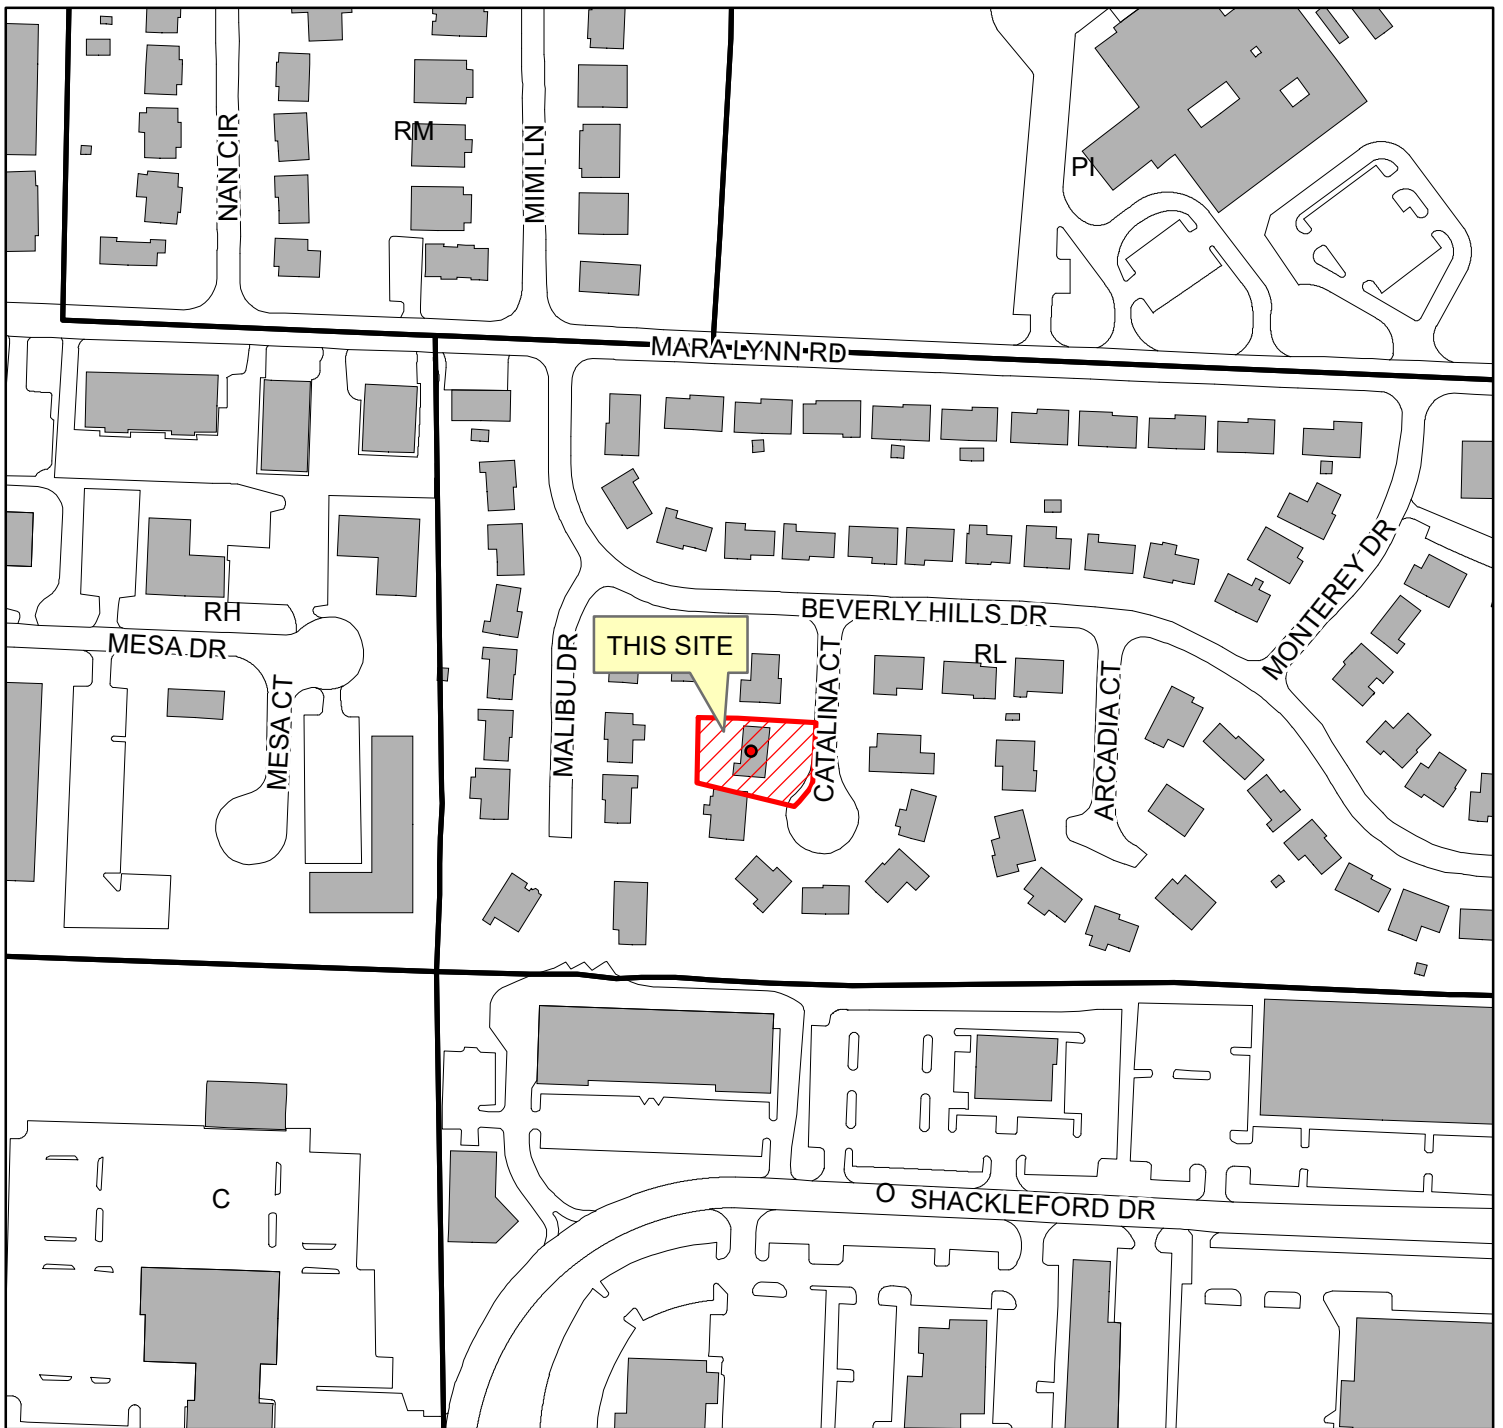 NAN CIR
RM
MIMI LN
PI
MARA LYNN RD
MONTEREY DR
RH
MESA DR
MESA CT
MALIBU DR
THIS SITE
BEVERLY HILLS DR
CATALINA CT
RL
ARCADIA CT
C
O
SHACKLEFORD DR